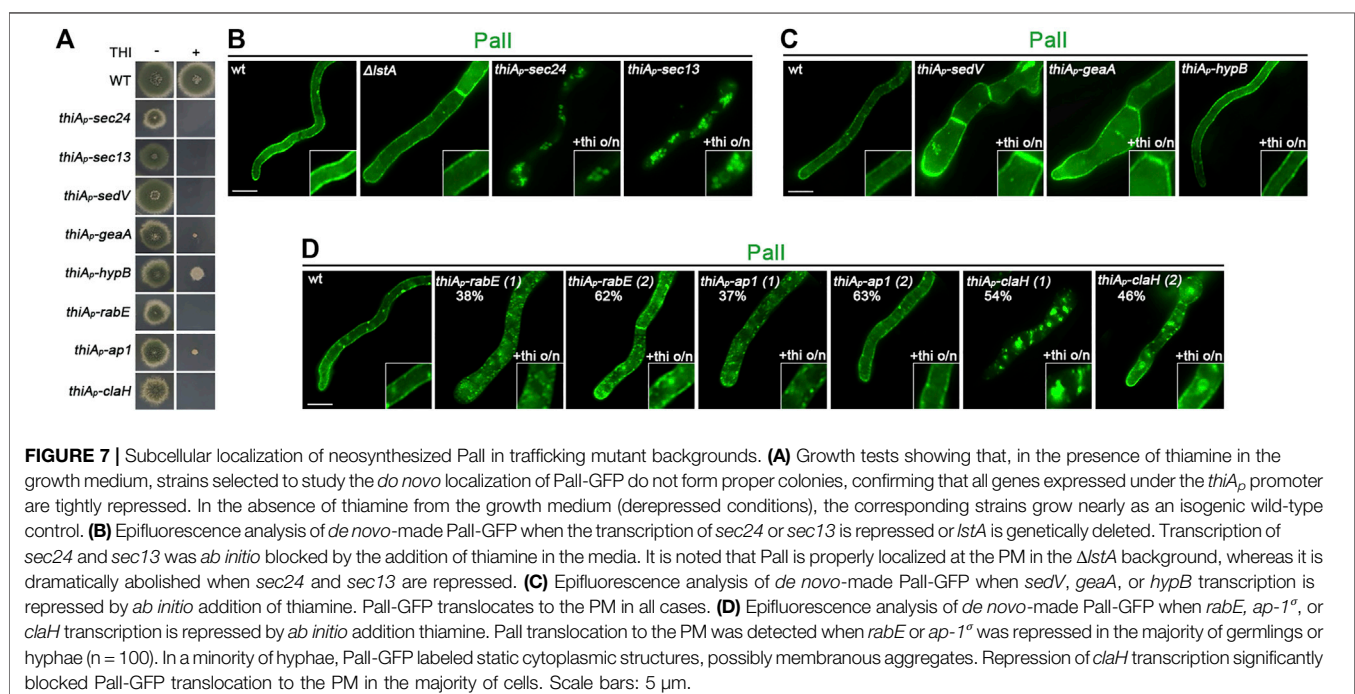 A
THI - +
WT
thiAp-sec24
thiAp-sec13
thiAp-sedV
thiAp-geaA
thiAp-hypB
thiAp-rabE
thiAp-ap1
thiAp-claH
B
PalI
wt ΔlstA thiAp-sec24 thiAp-sec13
+thi o/n +thi o/n
C
PalI
wt thiAp-sedV thiAp-geaA thiAp-hypB
+thi o/n +thi o/n +thi o/n
D
PalI
wt thiAp-rabE (1) thiAp-rabE (2) thiAp-ap1 (1) thiAp-ap1 (2) thiAp-claH (1) thiAp-claH (2)
38% 62% 37% 63% 54% 46%
+thi o/n +thi o/n +thi o/n +thi o/n +thi o/n +thi o/n
FIGURE 7 | Subcellular localization of neosynthesized PalI in trafficking mutant backgrounds. (A) Growth tests showing that, in the presence of thiamine in the
growth medium, strains selected to study the do novo localization of PalI-GFP do not form proper colonies, confirming that all genes expressed under the thiAp promoter
are tightly repressed. In the absence of thiamine from the growth medium (derepressed conditions), the corresponding strains grow nearly as an isogenic wild-type
control. (B) Epifluorescence analysis of de novo-made PalI-GFP when the transcription of sec24 or sec13 is repressed or lstA is genetically deleted. Transcription of
sec24 and sec13 was ab initio blocked by the addition of thiamine in the media. It is noted that PalI is properly localized at the PM in the ΔlstA background, whereas it is
dramatically abolished when sec24 and sec13 are repressed. (C) Epifluorescence analysis of de novo-made PalI-GFP when sedV, geaA, or hypB transcription is
repressed by ab initio addition of thiamine. PalI-GFP translocates to the PM in all cases. (D) Epifluorescence analysis of de novo-made PalI-GFP when rabE, ap-1σ, or
claH transcription is repressed by ab initio addition thiamine. PalI translocation to the PM was detected when rabE or ap-1σ was repressed in the majority of germlings or
hyphae (n = 100). In a minority of hyphae, PalI-GFP labeled static cytoplasmic structures, possibly membranous aggregates. Repression of claH transcription significantly
blocked PalI-GFP translocation to the PM in the majority of cells. Scale bars: 5 μm.